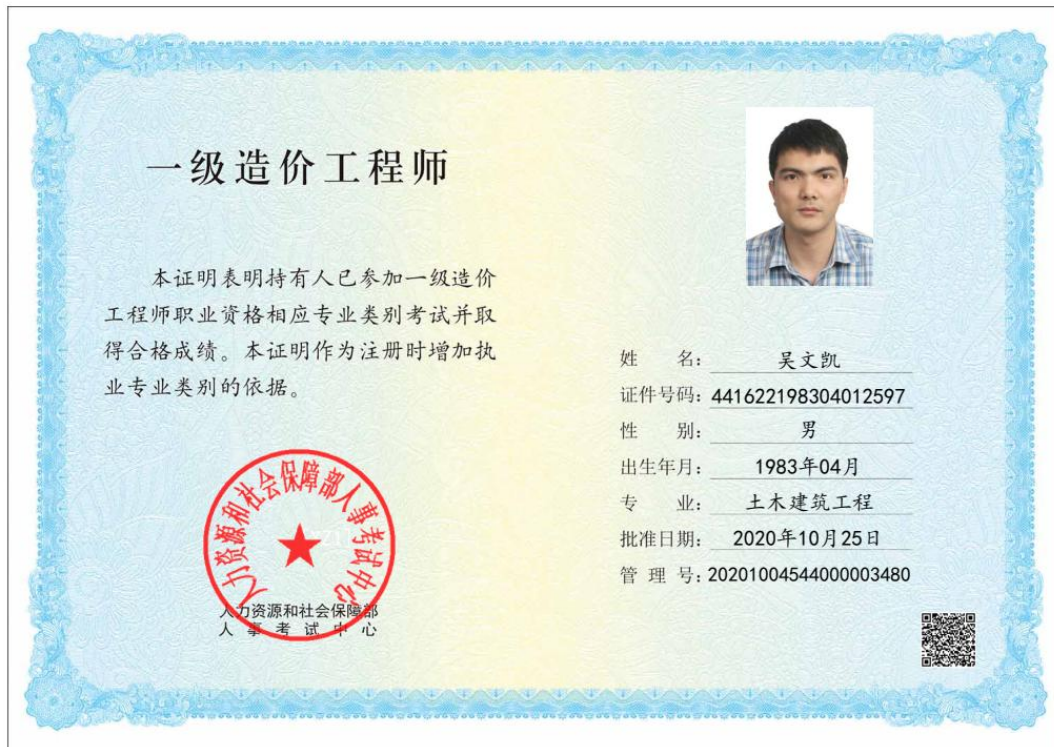 一级造价工程师
本证明表明持有人已参加一级造价
工程师职业资格相应专业类别考试并取
得合格成绩。本证明作为注册时增加执
业专业类别的依据。
人力资源和社会保障部人事考试中心
人力资源和社会保障部
人事考试中心
姓 名: 吴文凯
证件号码: 441622198304012597
性 别: 男
出生年月: 1983年04月
专 业: 土木建筑工程
批准日期: 2020年10月25日
管 理 号: 20201004544000003480